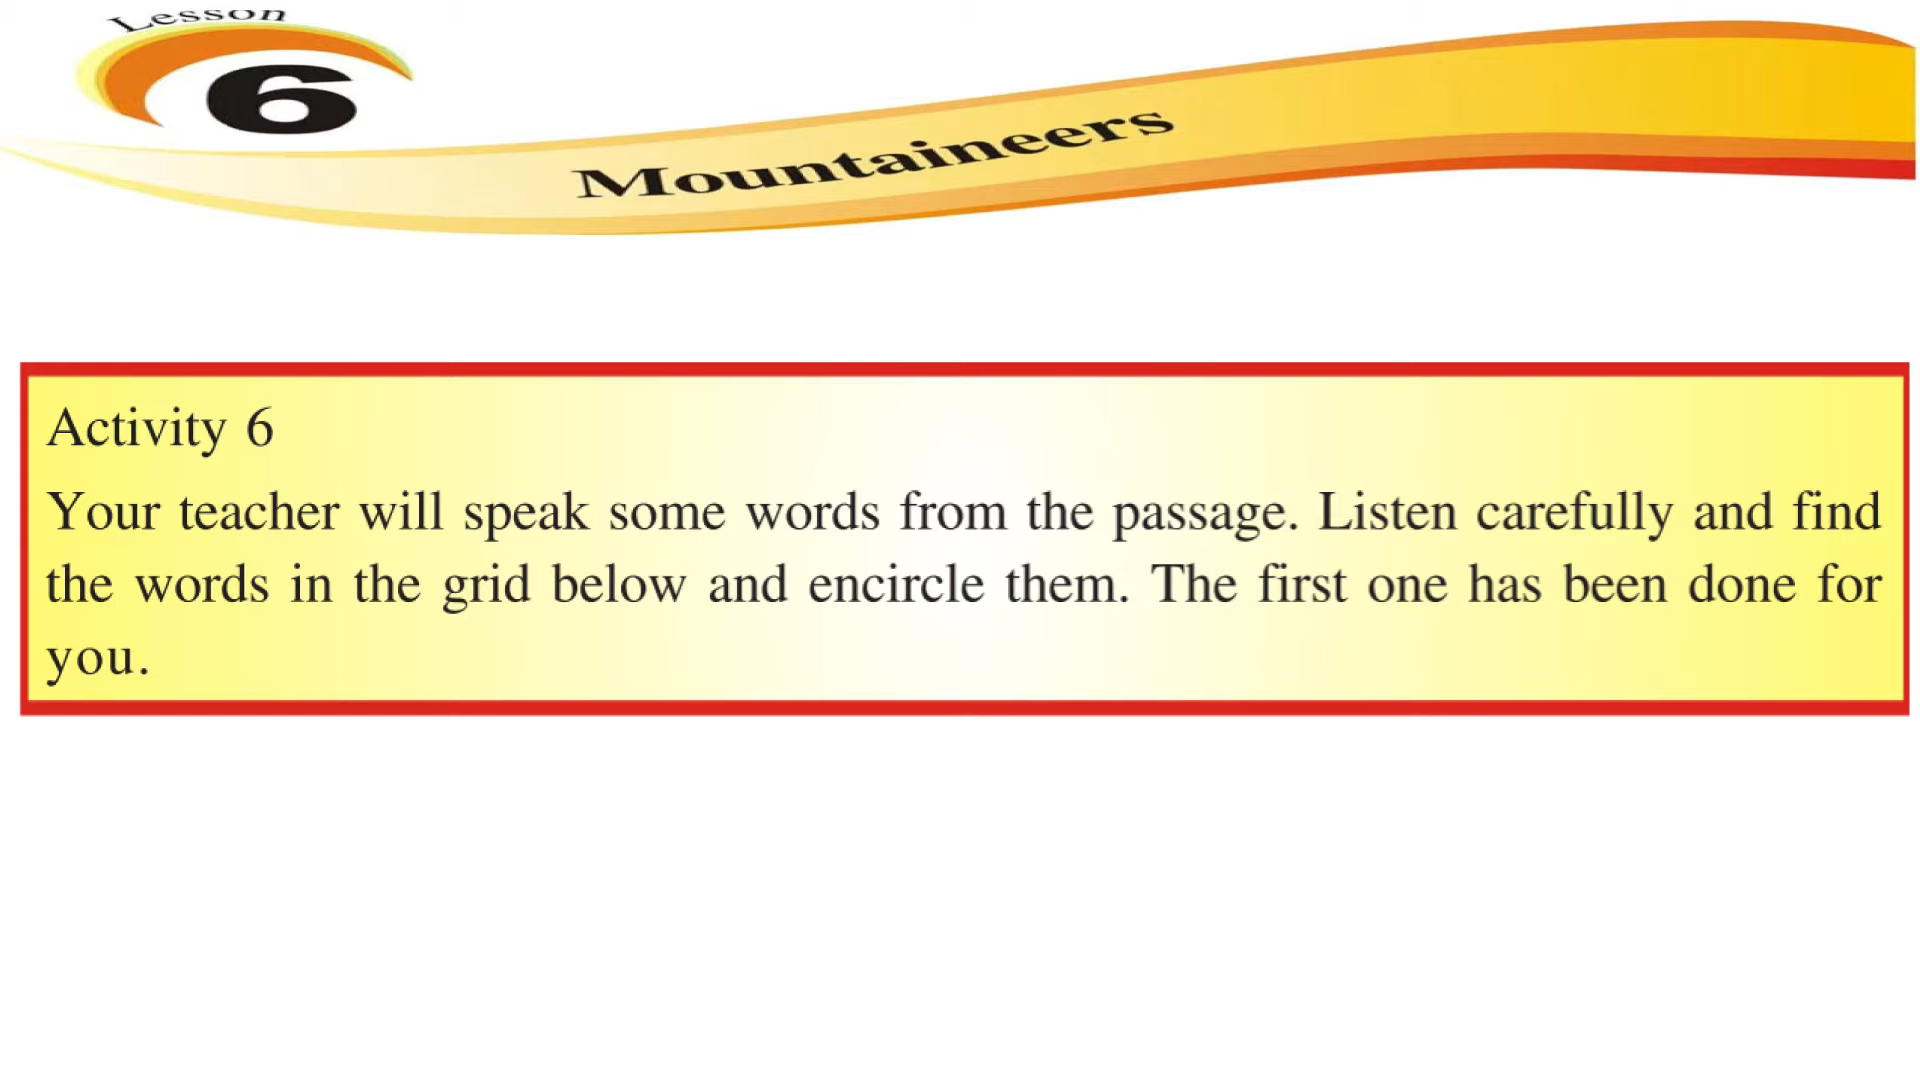 Lesson
6
Mountaineers
Activity 6
Your teacher will speak some words from the passage. Listen carefully and find
the words in the grid below and encircle them. The first one has been done for
you.